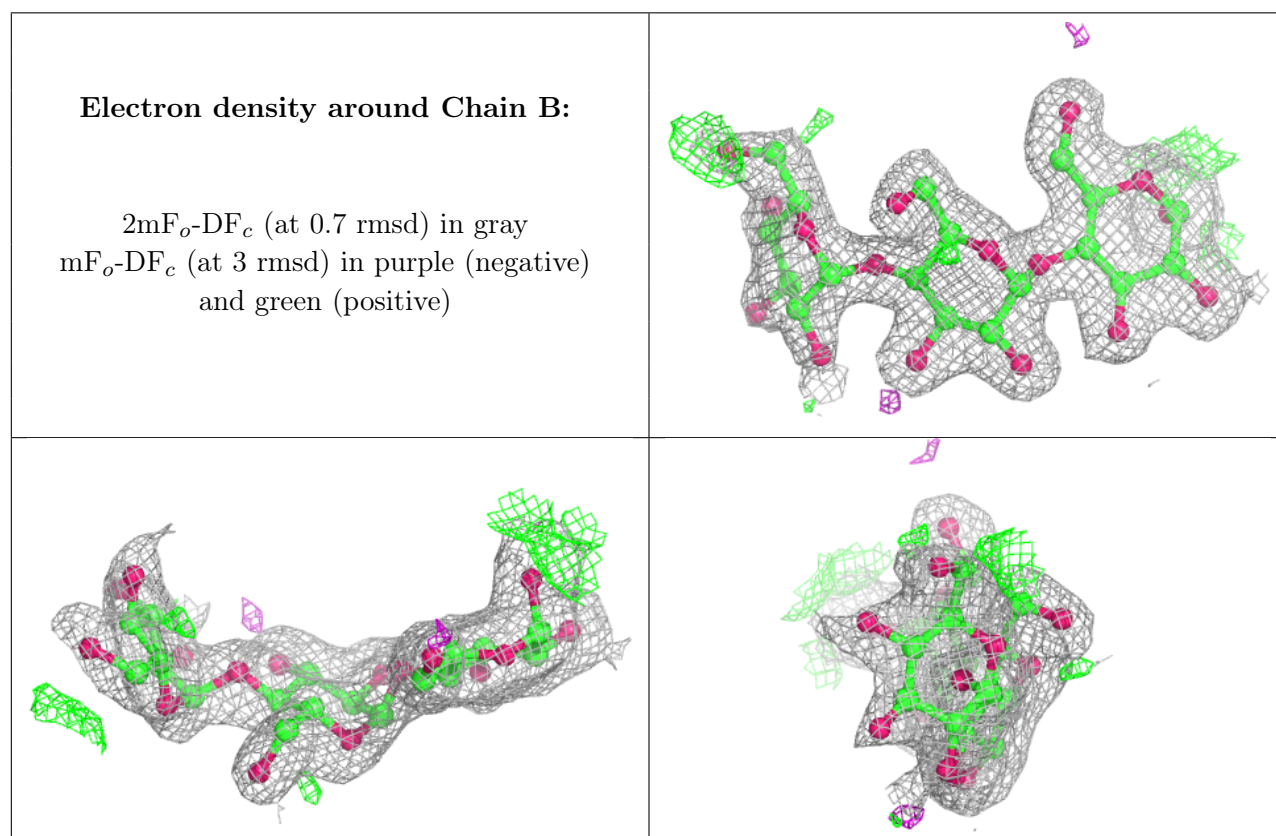 Electron density around Chain B:
2mFₒ-DF𝑐 (at 0.7 rmsd) in gray
mFₒ-DF𝑐 (at 3 rmsd) in purple (negative)
and green (positive)